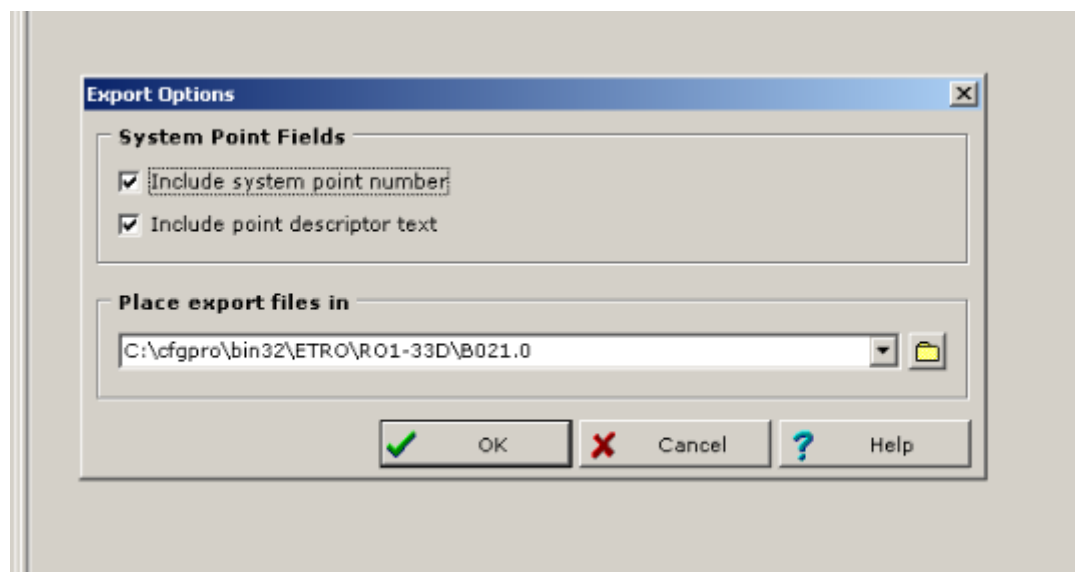 Export Options
System Point Fields
Include system point number
Include point descriptor text
Place export files in
C:\cfgpro\bin32\ETRO\RO1-33D\B021.0
OK
Cancel
Help